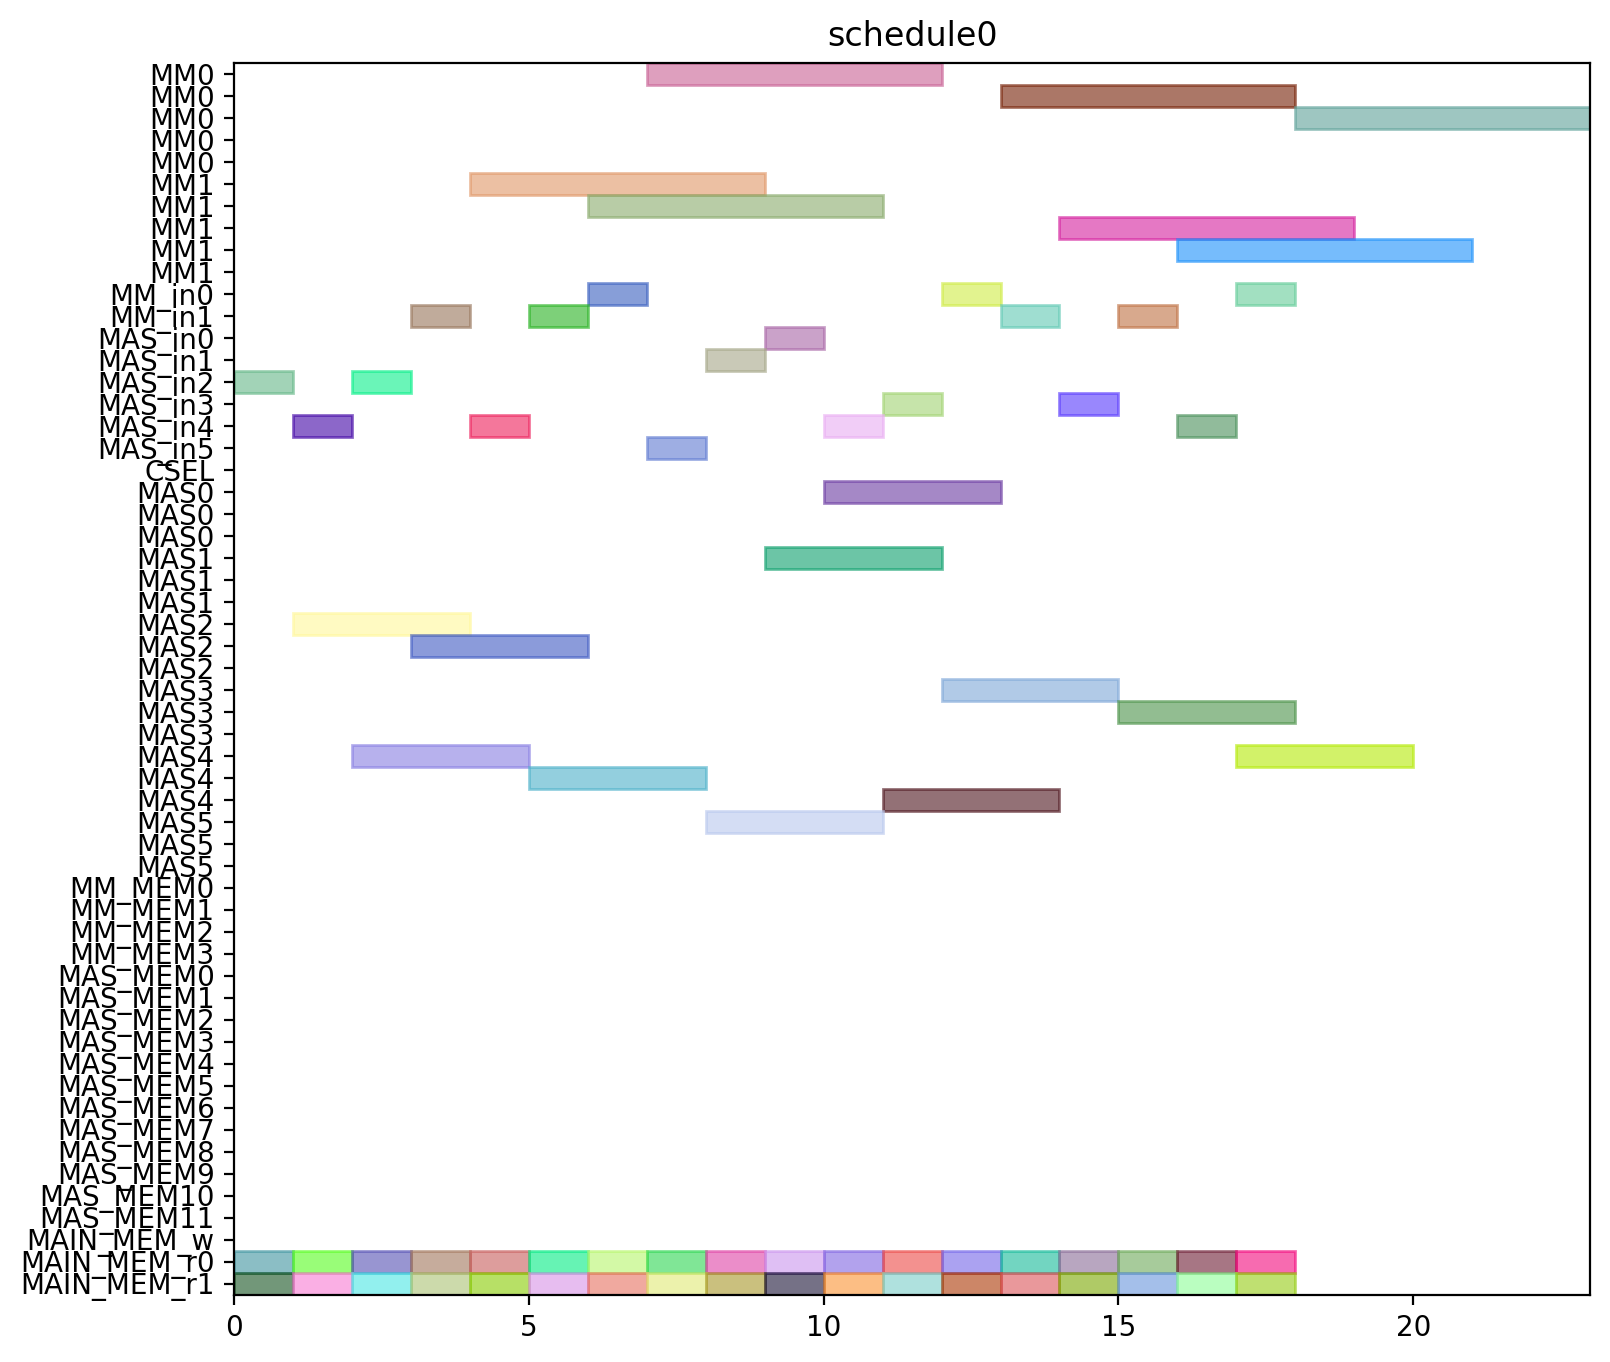 schedule0
MM0
MM0
MM0
MM0
MM0
MM1
MM1
MM1
MM1
MM1
MM_in0
MM_in1
MAS_in0
MAS_in1
MAS_in2
MAS_in3
MAS_in4
MAS_in5
CSEL
MAS0
MAS0
MAS0
MAS1
MAS1
MAS1
MAS2
MAS2
MAS2
MAS3
MAS3
MAS3
MAS4
MAS4
MAS4
MAS5
MAS5
MAS5
MM_MEM0
MM_MEM1
MM_MEM2
MM_MEM3
MAS_MEM0
MAS_MEM1
MAS_MEM2
MAS_MEM3
MAS_MEM4
MAS_MEM5
MAS_MEM6
MAS_MEM7
MAS_MEM8
MAS_MEM9
MAS_MEM10
MAS_MEM11
MAIN_MEM_w
MAIN_MEM_r0
MAIN_MEM_r1
0 5 10 15 20